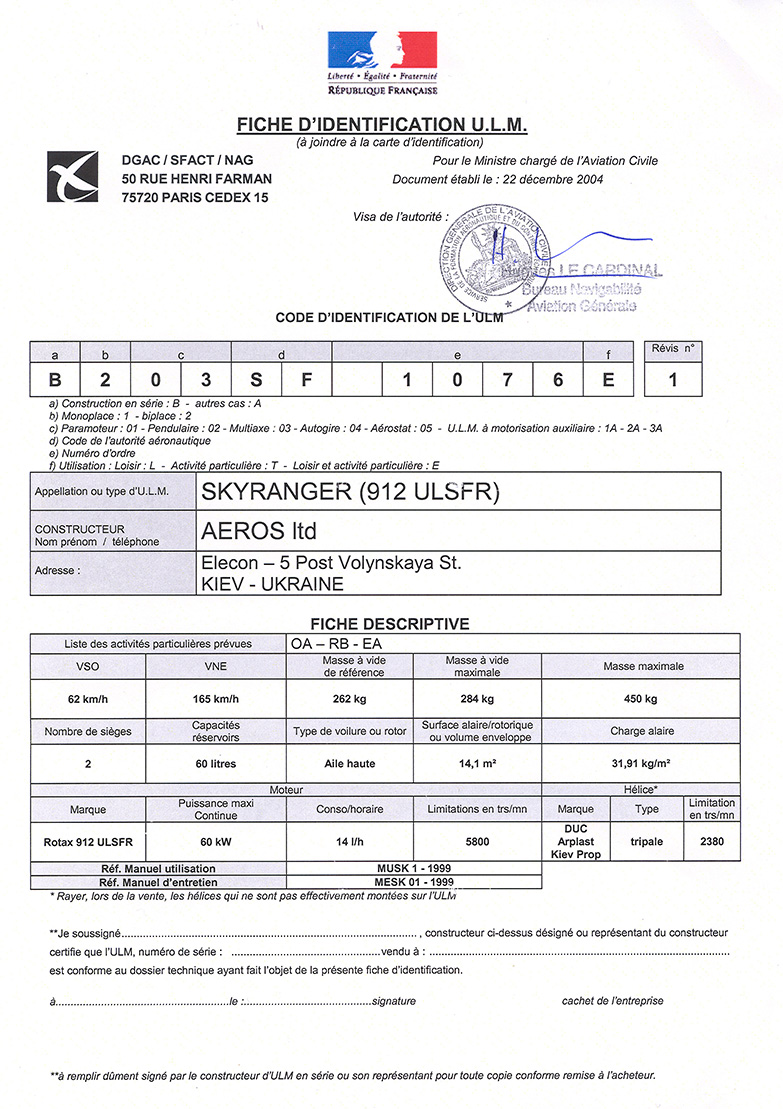 Liberté • Égalité • Fraternité
RÉPUBLIQUE FRANÇAISE
FICHE D'IDENTIFICATION U.L.M.
(à joindre à la carte d'identification)
DGAC / SFACT / NAG
50 RUE HENRI FARMAN
75720 PARIS CEDEX 15
Pour le Ministre chargé de l'Aviation Civile
Document établi le : 22 décembre 2004
Visa de l'autorité :
DIRECTION GÉNÉRALE DE L'AVIATION CIVILE
LE CARDINAL
Bureau Navigabilité
Aviation Générale
CODE D'IDENTIFICATION DE L'ULM
a b c d e f Révis n°
B 2 0 3 S F 1 0 7 6 E 1
a) Construction en série : B - autres cas : A
b) Monoplace : 1 - biplace : 2
c) Paramoteur : 01 - Pendulaire : 02 - Multiaxe : 03 - Autogire : 04 - Aérostat : 05 - U.L.M. à motorisation auxiliaire : 1A - 2A - 3A
d) Code de l'autorité aéronautique
e) Numéro d'ordre
f) Utilisation : Loisir : L - Activité particulière : T - Loisir et activité particulière : E
Appellation ou type d'U.L.M. SKYRANGER (912 ULSFR)
CONSTRUCTEUR
Nom prénom / téléphone AEROS ltd
Adresse : Elecon – 5 Post Volynskaya St.
KIEV - UKRAINE
FICHE DESCRIPTIVE
Liste des activités particulières prévues OA – RB - EA
VSO VNE Masse à vide de référence Masse à vide maximale Masse maximale
62 km/h 165 km/h 262 kg 284 kg 450 kg
Nombre de sièges Capacités réservoirs Type de voilure ou rotor Surface alaire/rotorique ou volume enveloppe Charge alaire
2 60 litres Aile haute 14,1 m² 31,91 kg/m²
Moteur Hélice*
Marque Puissance maxi Continue Conso/horaire Limitations en trs/mn Marque Type Limitation en trs/mn
Rotax 912 ULSFR 60 kW 14 l/h 5800 DUC Arplast Kiev Prop tripale 2380
Réf. Manuel utilisation MUSK 1 - 1999
Réf. Manuel d'entretien MESK 01 - 1999
* Rayer, lors de la vente, les hélices qui ne sont pas effectivement montées sur l'ULM
**Je soussigné................................ , constructeur ci-dessus désigné ou représentant du constructeur
certifie que l'ULM, numéro de série : ................................vendu à : ................................
est conforme au dossier technique ayant fait l'objet de la présente fiche d'identification.
à................................le :................................signature cachet de l'entreprise
**à remplir dûment signé par le constructeur d'ULM en série ou son représentant pour toute copie conforme remise à l'acheteur.